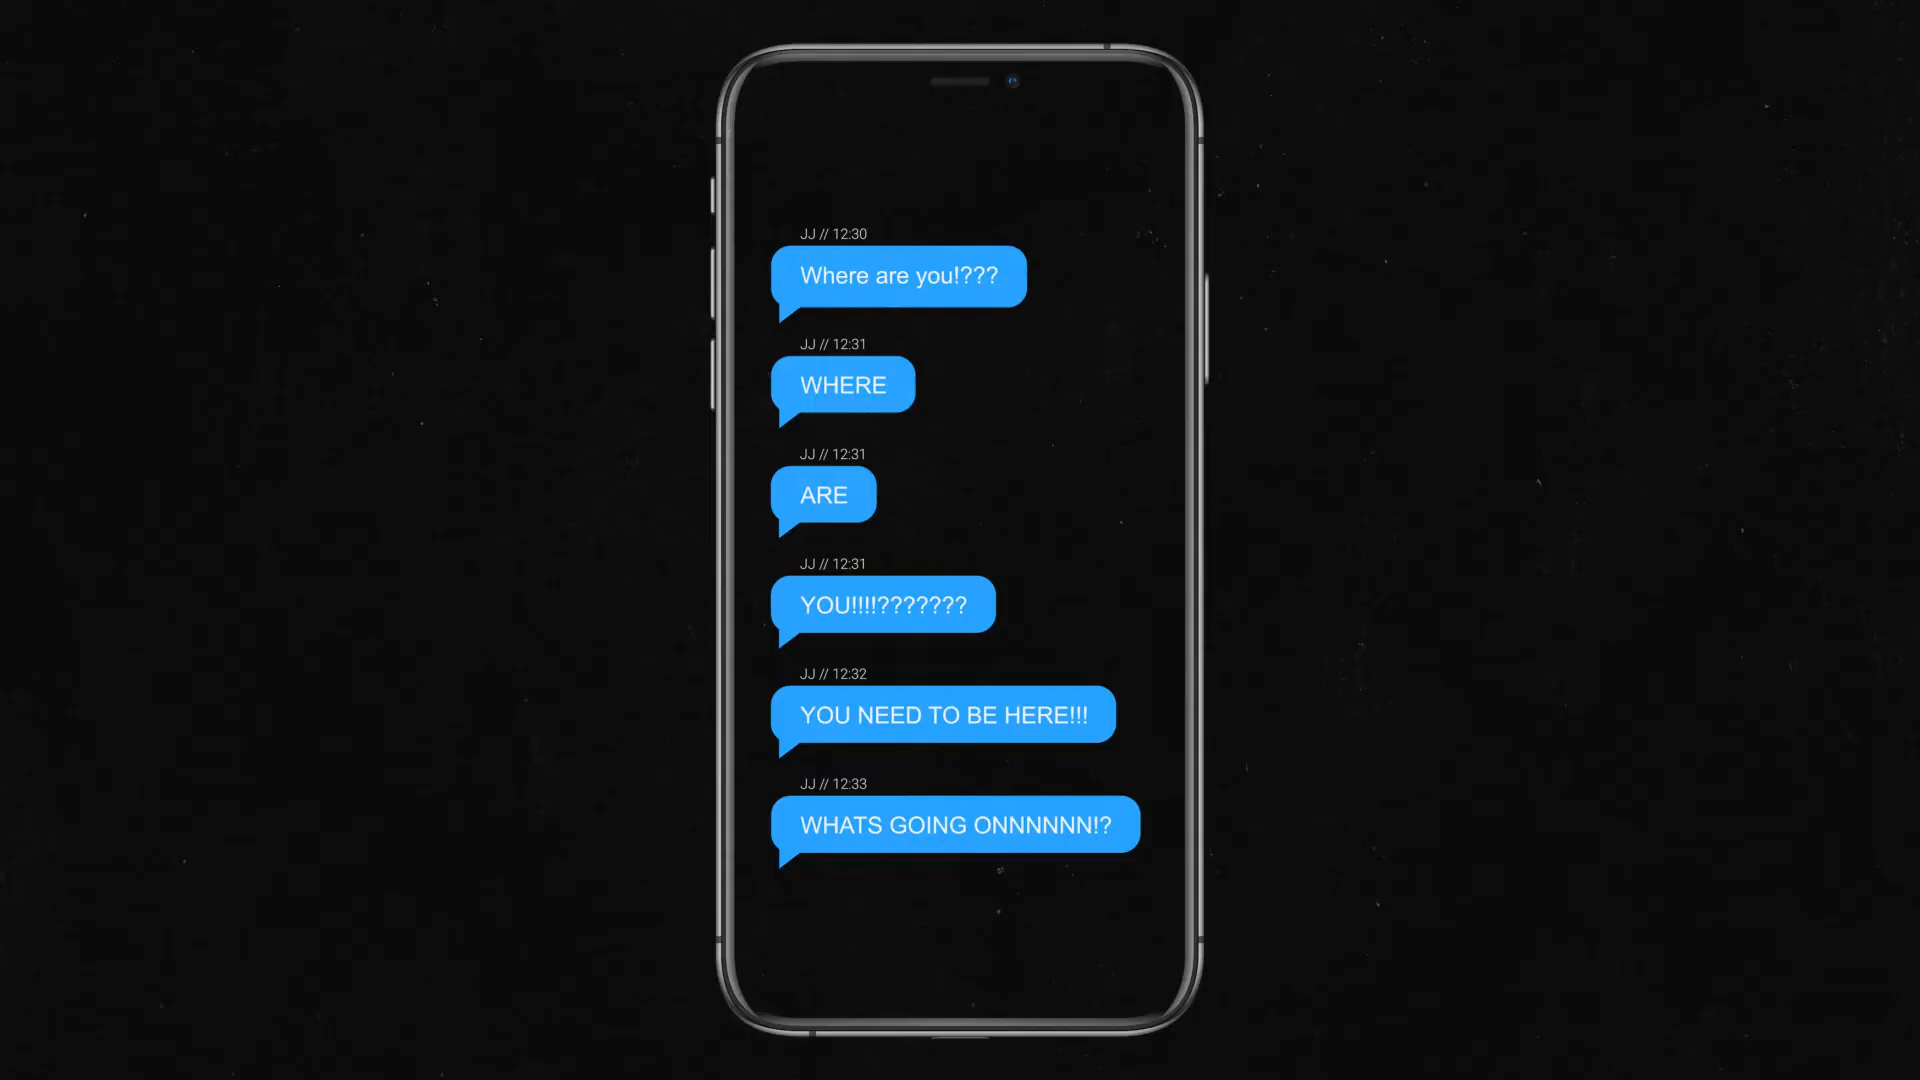 JJ // 12:30
Where are you!???
JJ // 12:31
WHERE
JJ // 12:31
ARE
JJ // 12:31
YOU!!!!???????
JJ // 12:32
YOU NEED TO BE HERE!!!
JJ // 12:33
WHATS GOING ONNNNNN!?